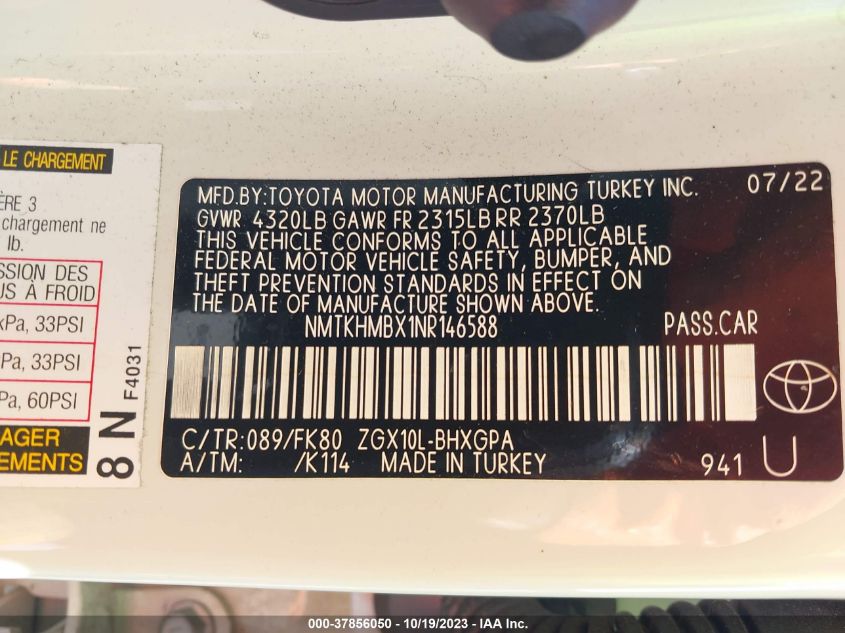 LE CHARGEMENT
ÈRE 3
chargement ne
lb.
SSION DES
US À FROID
kPa, 33PSI
Pa, 33PSI
Pa, 60PSI
AGER
EMENTS
8 N F4031
MFD.BY:TOYOTA MOTOR MANUFACTURING TURKEY INC. 07/22
GVWR 4320LB GAWR FR 2315LB RR 2370LB
THIS VEHICLE CONFORMS TO ALL APPLICABLE
FEDERAL MOTOR VEHICLE SAFETY, BUMPER, AND
THEFT PREVENTION STANDARDS IN EFFECT ON
THE DATE OF MANUFACTURE SHOWN ABOVE.
NMTKHMBX1NR146588 PASS.CAR
C/TR:089/FK80 ZGX10L-BHXGPA
A/TM: /K114 MADE IN TURKEY 941 U
000-37856050 - 10/19/2023 - IAA Inc.